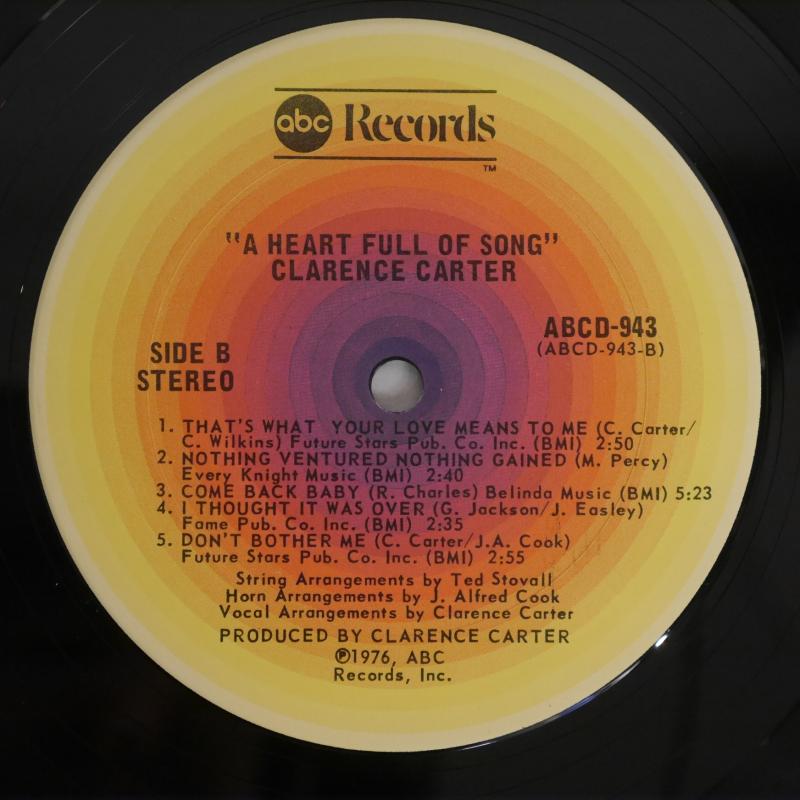 abc Records
TM
"A HEART FULL OF SONG"
CLARENCE CARTER
ABCD-943
(ABCD-943-B)
SIDE B
STEREO
1. THAT'S WHAT YOUR LOVE MEANS TO ME (C. Carter/
C. Wilkins) Future Stars Pub. Co. Inc. (BMI) 2:50
2. NOTHING VENTURED NOTHING GAINED (M. Percy)
Every Knight Music (BMI) 2:40
3. COME BACK BABY (R. Charles) Belinda Music (BMI) 5:23
4. I THOUGHT IT WAS OVER (G. Jackson/J. Easley)
Fame Pub. Co. Inc. (BMI) 2:35
5. DON'T BOTHER ME (C. Carter/J.A. Cook)
Future Stars Pub. Co. Inc. (BMI) 2:55
String Arrangements by Ted Stovall
Horn Arrangements by J. Alfred Cook
Vocal Arrangements by Clarence Carter
PRODUCED BY CLARENCE CARTER
℗1976, ABC
Records, Inc.